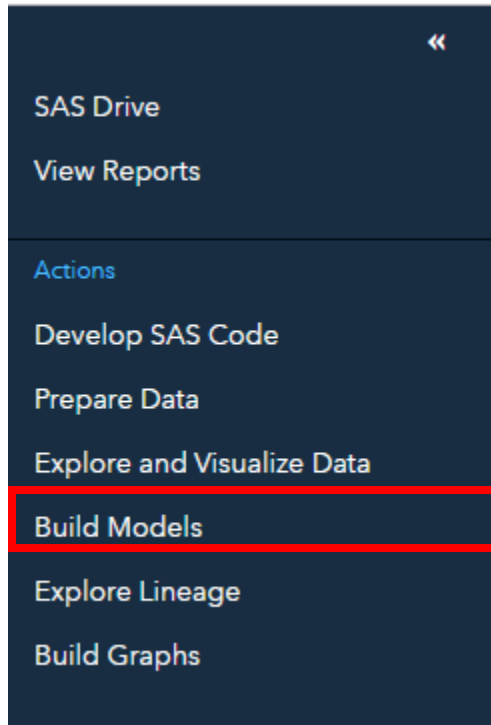 «
SAS Drive
View Reports
Actions
Develop SAS Code
Prepare Data
Explore and Visualize Data
Build Models
Explore Lineage
Build Graphs